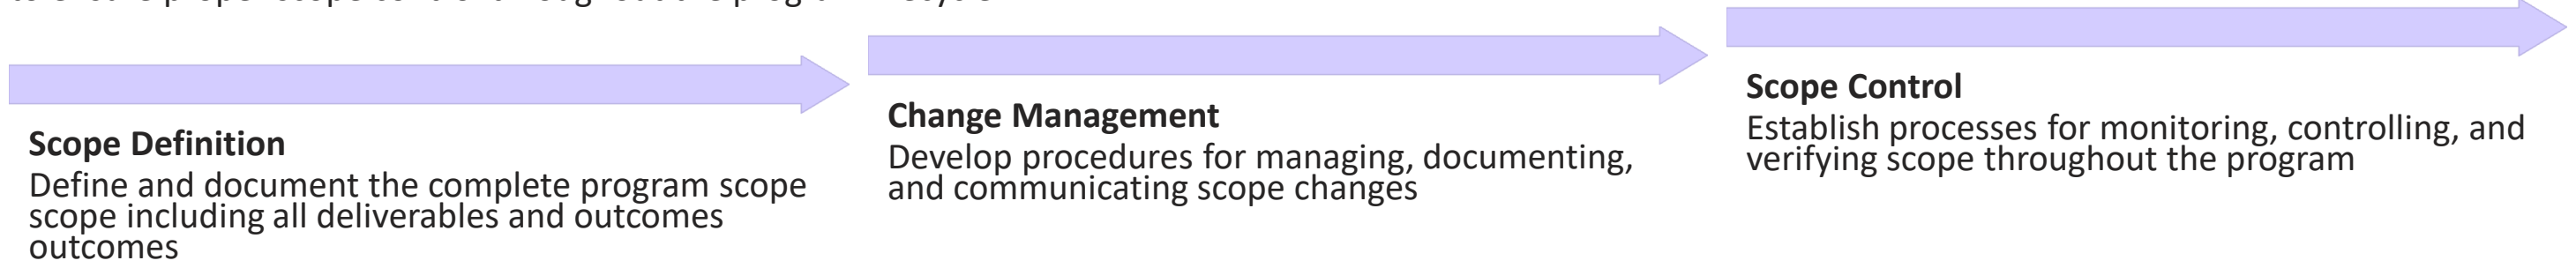 Scope Definition
Define and document the complete program scope
scope including all deliverables and outcomes
outcomes
Change Management
Develop procedures for managing, documenting,
and communicating scope changes
Scope Control
Establish processes for monitoring, controlling, and
verifying scope throughout the program